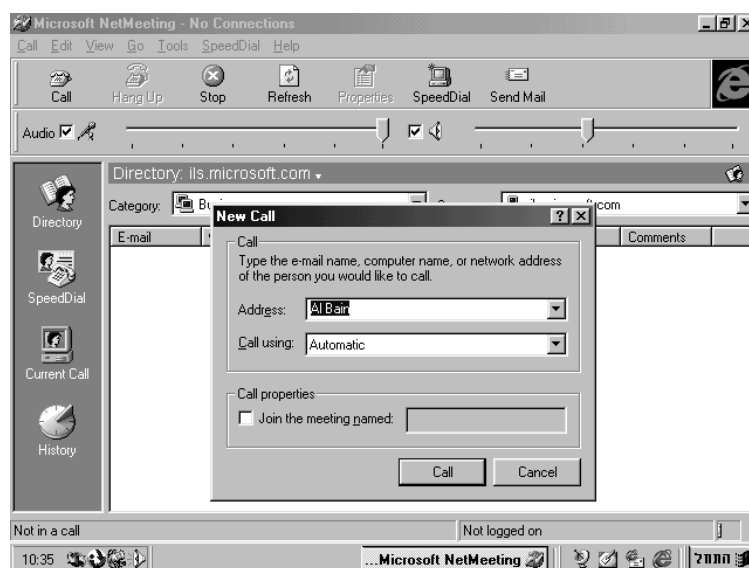 Microsoft NetMeeting - No Connections
Call Edit View Go Tools SpeedDial Help
Call Hang Up Stop Refresh Properties SpeedDial Send Mail
Audio
Directory: ils.microsoft.com
Category:
Directory
E-mail Comments
New Call
Call
Type the e-mail name, computer name, or network address
of the person you would like to call.
Address: Al Bain
Call using: Automatic
Call properties
Join the meeting named:
Call Cancel
SpeedDial
Current Call
History
Not in a call Not logged on
10:35 ...Microsoft NetMeeting התחל